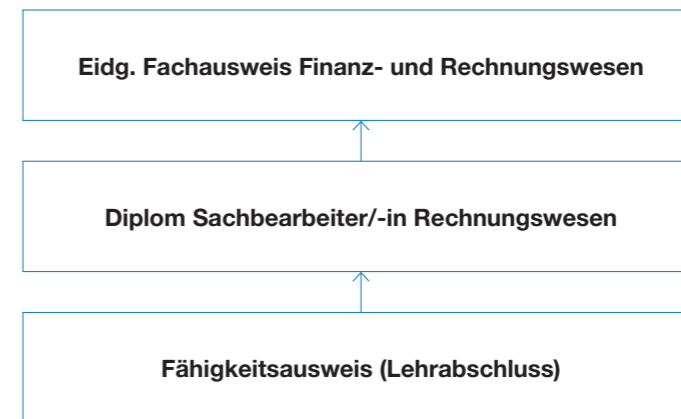 Eidg. Fachausweis Finanz- und Rechnungswesen
Diplom Sachbearbeiter/-in Rechnungswesen
Fähigkeitsausweis (Lehrabschluss)